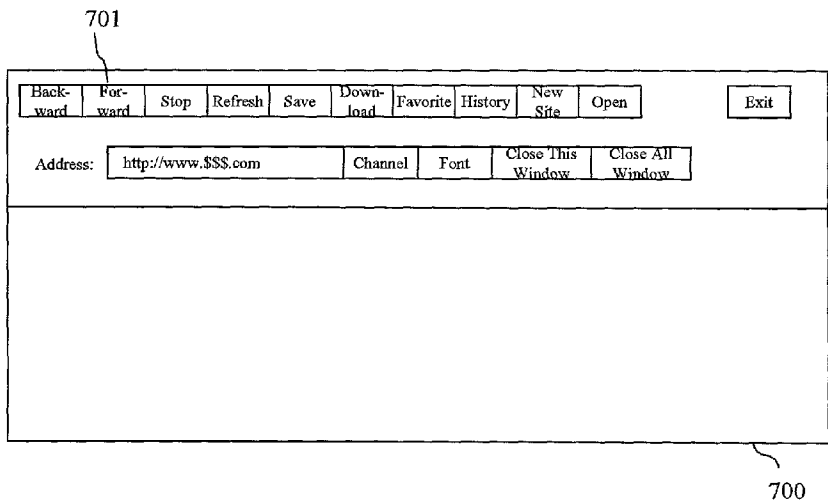 701
Back-ward For-ward Stop Refresh Save Down-load Favorite History New Site Open Exit
Address: http://www.$$$.com Channel Font Close This Window Close All Window
700